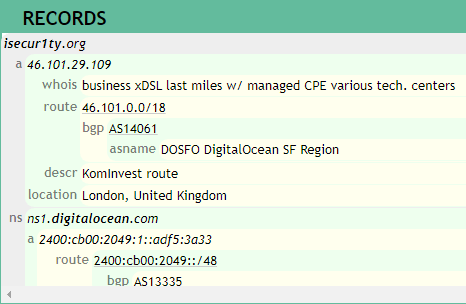 RECORDS
isecur1ty.org
a 46.101.29.109
whois business xDSL last miles w/ managed CPE various tech. centers
route 46.101.0.0/18
bgp AS14061
asname DOSFO DigitalOcean SF Region
descr KomInvest route
location London, United Kingdom
ns ns1.digitalocean.com
a 2400:cb00:2049:1::adf5:3a33
route 2400:cb00:2049::/48
bgp AS13335